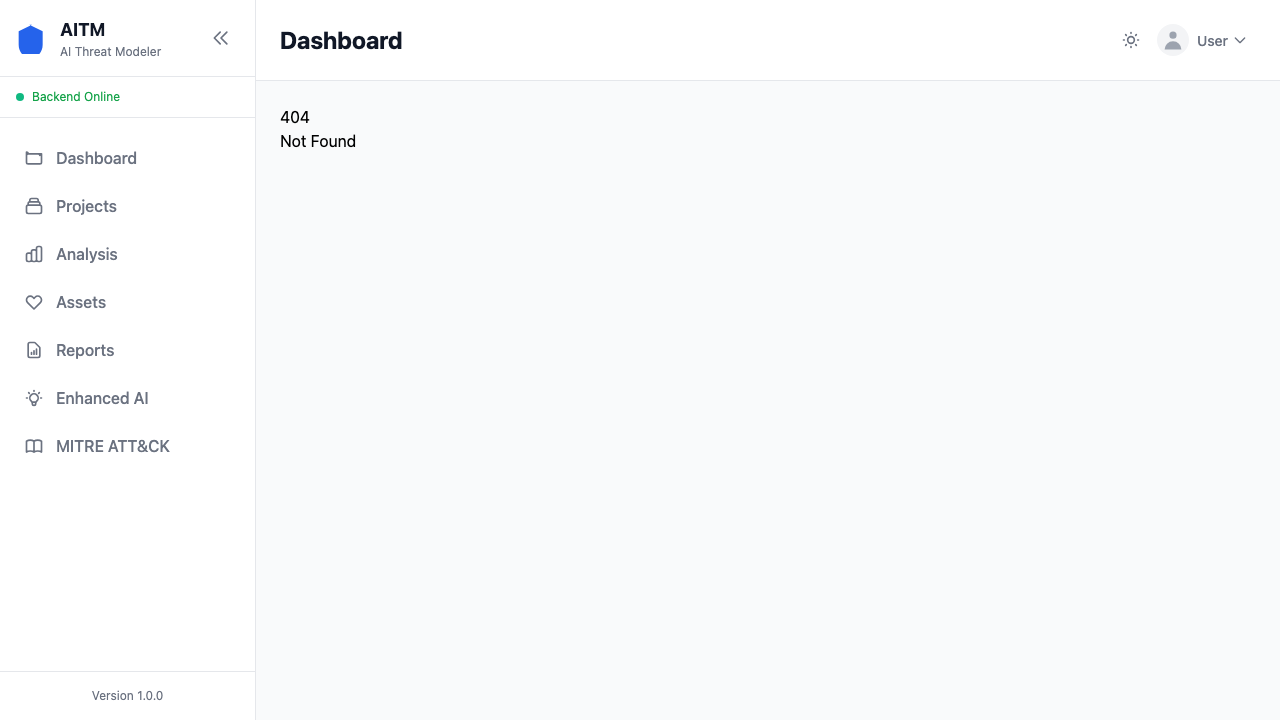 AITM
AI Threat Modeler
Backend Online
Dashboard
Projects
Analysis
Assets
Reports
Enhanced AI
MITRE ATT&CK
Version 1.0.0
Dashboard
User
404
Not Found